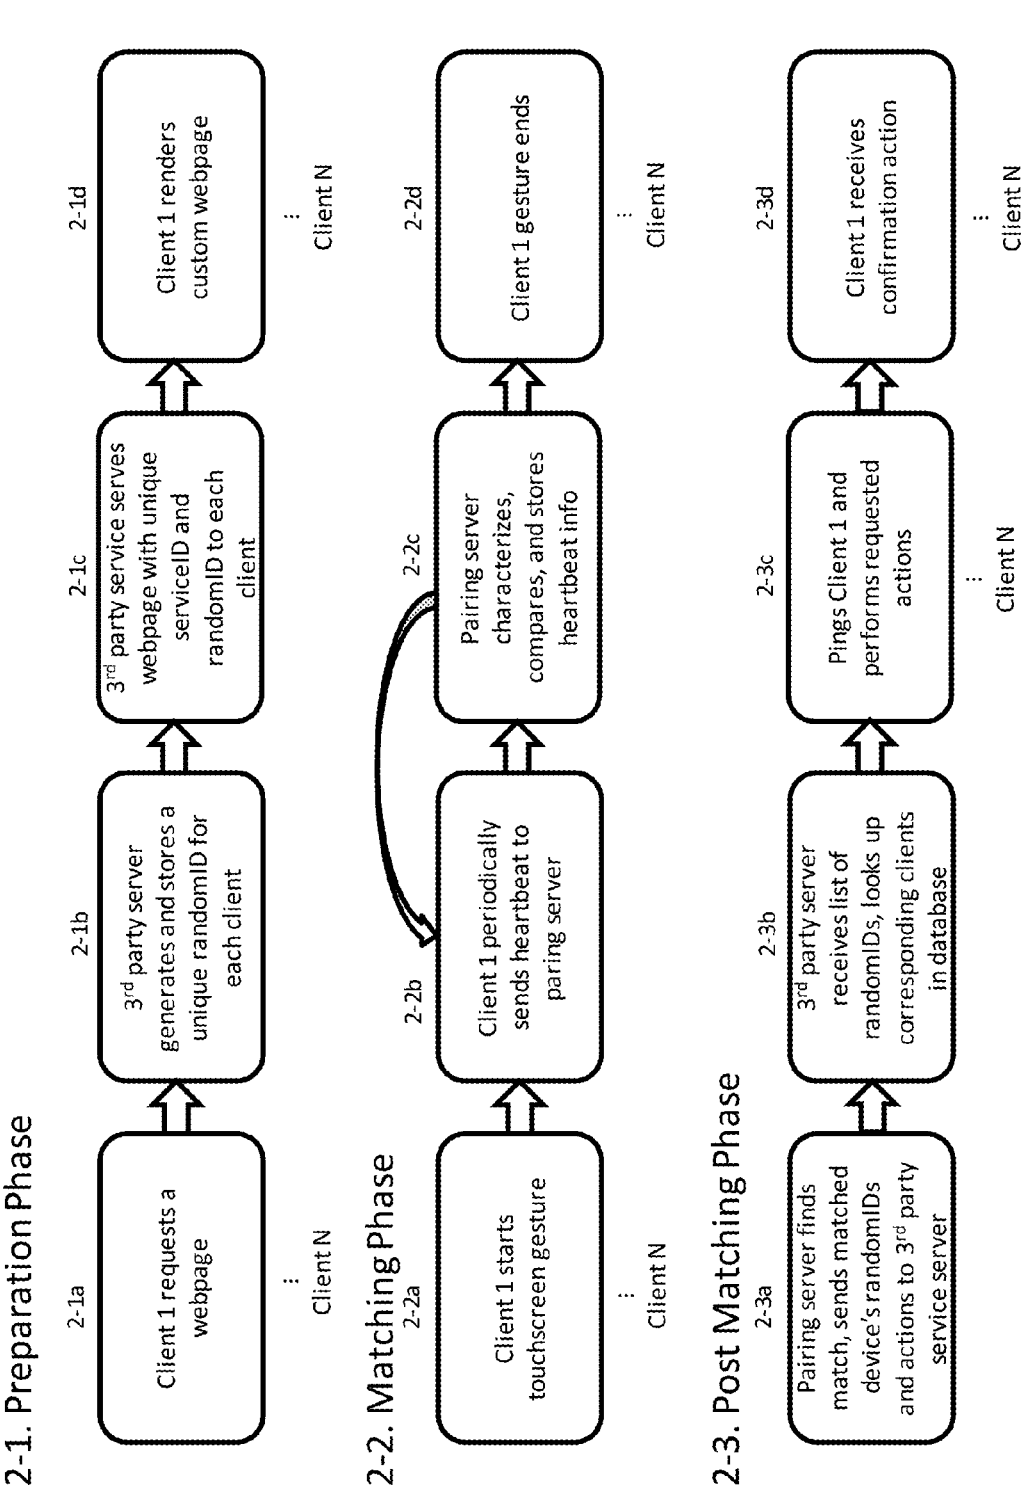 2-1. Preparation Phase
2-1a
Client 1 requests a
webpage
⋮
Client N
2-1b
3rd party server
generates and stores a
unique randomID for
each client
2-1c
3rd party service serves
webpage with unique
serviceID and
randomID to each
client
2-1d
Client 1 renders
custom webpage
⋮
Client N
2-2. Matching Phase
2-2a
Client 1 starts
touchscreen gesture
⋮
Client N
2-2b
Client 1 periodically
sends heartbeat to
paring server
2-2c
Pairing server
characterizes,
compares, and stores
heartbeat info
2-2d
Client 1 gesture ends
⋮
Client N
2-3. Post Matching Phase
2-3a
Pairing server finds
match, sends matched
device's randomIDs
and actions to 3rd party
service server
2-3b
3rd party server
receives list of
randomIDs, looks up
corresponding clients
in database
2-3c
Pings Client 1 and
performs requested
actions
⋮
Client N
2-3d
Client 1 receives
confirmation action
⋮
Client N